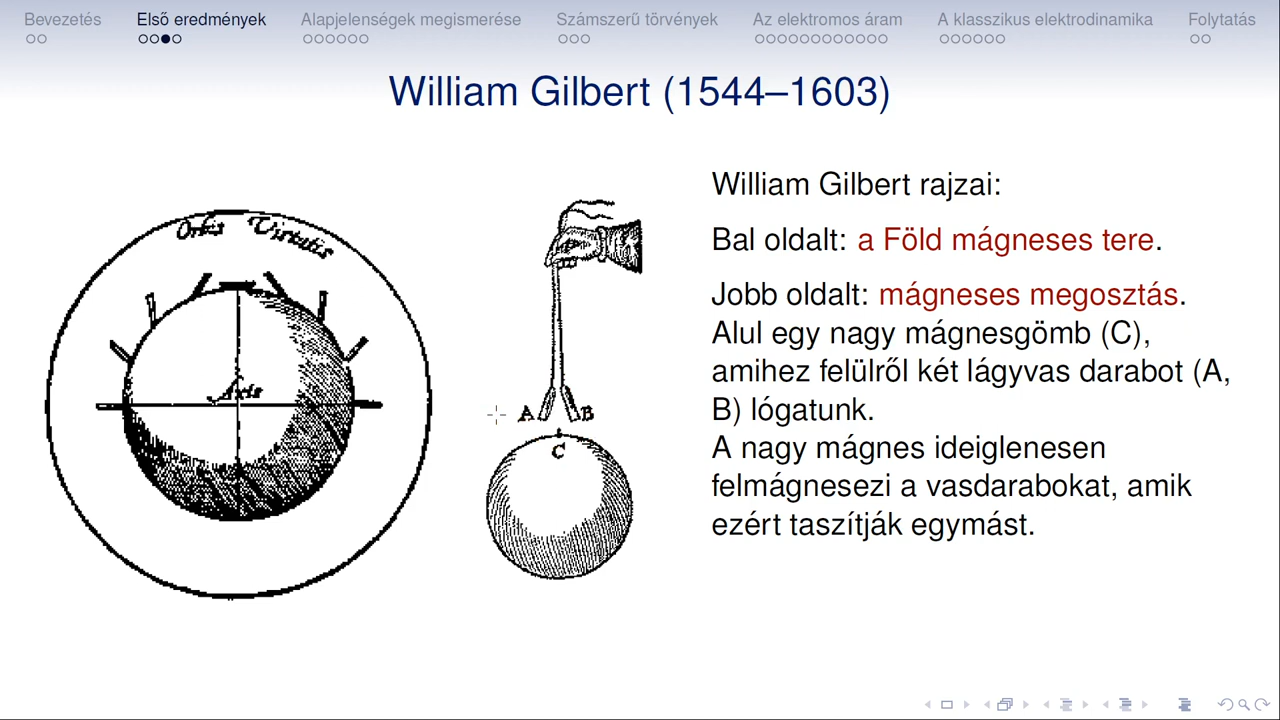 Bevezetés Első eredmények Alapjelenségek megismerése Számszerű törvények Az elektromos áram A klasszikus elektrodinamika Folytatás
William Gilbert (1544–1603)
Orbis Virtutis
Axis
A B
C
William Gilbert rajzai:
Bal oldalt: a Föld mágneses tere.
Jobb oldalt: mágneses megosztás.
Alul egy nagy mágnesgömb (C),
amihez felülről két lágyvas darabot (A,
B) lógatunk.
A nagy mágnes ideiglenesen
felmágnesezi a vasdarabokat, amik
ezért taszítják egymást.